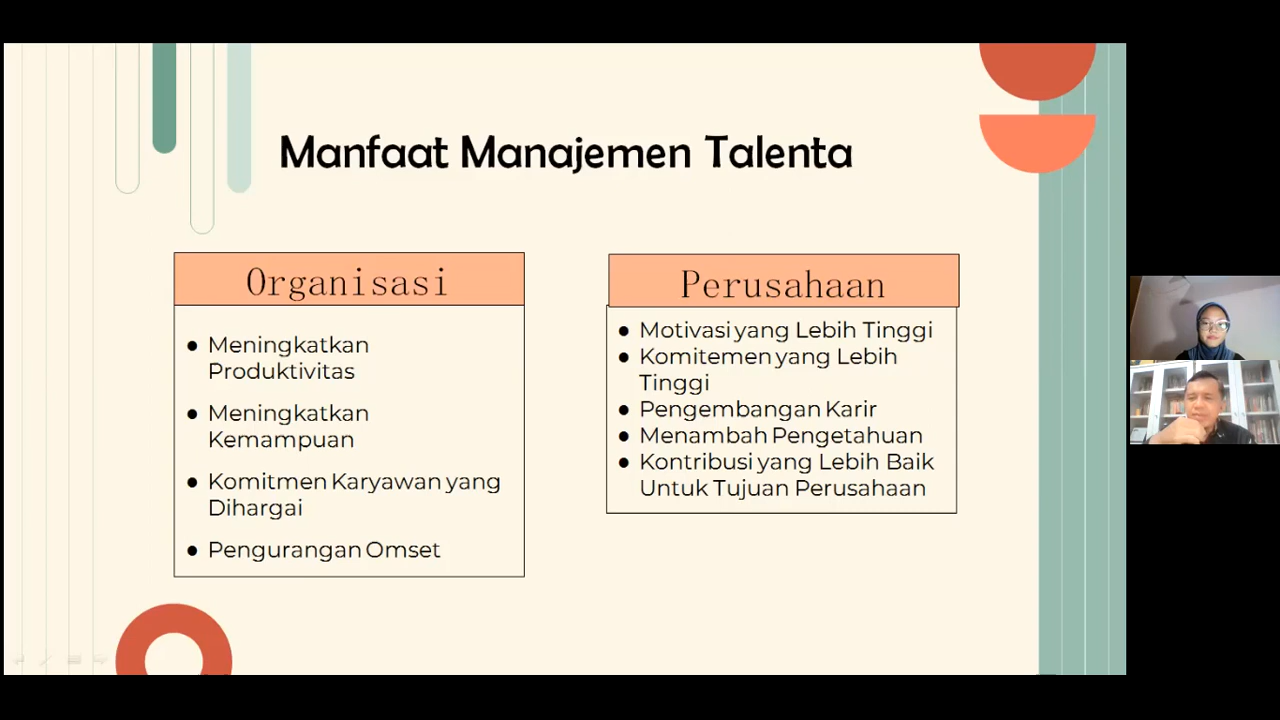 Manfaat Manajemen Talenta
Organisasi
Meningkatkan
Produktivitas
Meningkatkan
Kemampuan
Komitmen Karyawan yang
Dihargai
Pengurangan Omset
Perusahaan
Motivasi yang Lebih Tinggi
Komitemen yang Lebih
Tinggi
Pengembangan Karir
Menambah Pengetahuan
Kontribusi yang Lebih Baik
Untuk Tujuan Perusahaan